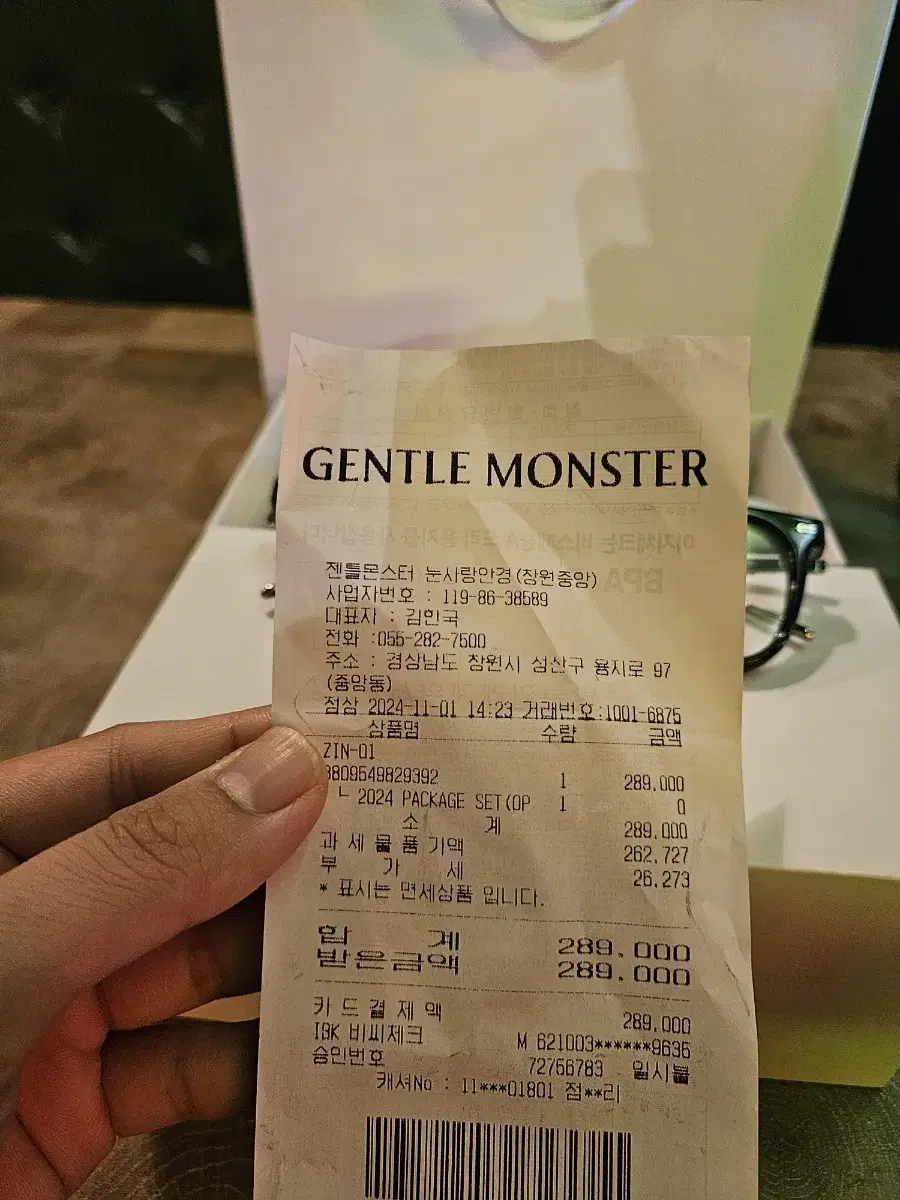 GENTLE MONSTER
젠틀몬스터 눈사랑안경(창원중앙)
사업자번호 : 119-86-38589
대표자 : 김한국
전화 :055-282-7500
주소 : 경상남도 창원시 성산구 용지로 97
(중앙동)
정상 2024-11-01 14:23 거래번호:1001-6875
상품명 수량 금액
ZIN-01
8809549829392 1 289,000
└ 2024 PACKAGE SET(OP 1 0
소 계 289,000
과 세 물 품 가액 262,727
부 가 세 26,273
* 표시는 면세상품 입니다.
합 계 289,000
받은금액 289,000
카 드 결 제 액 289,000
IBK 비씨체크 M 621003******9635
승인번호 72756783 일시불
캐셔No : 11***01801 점**리